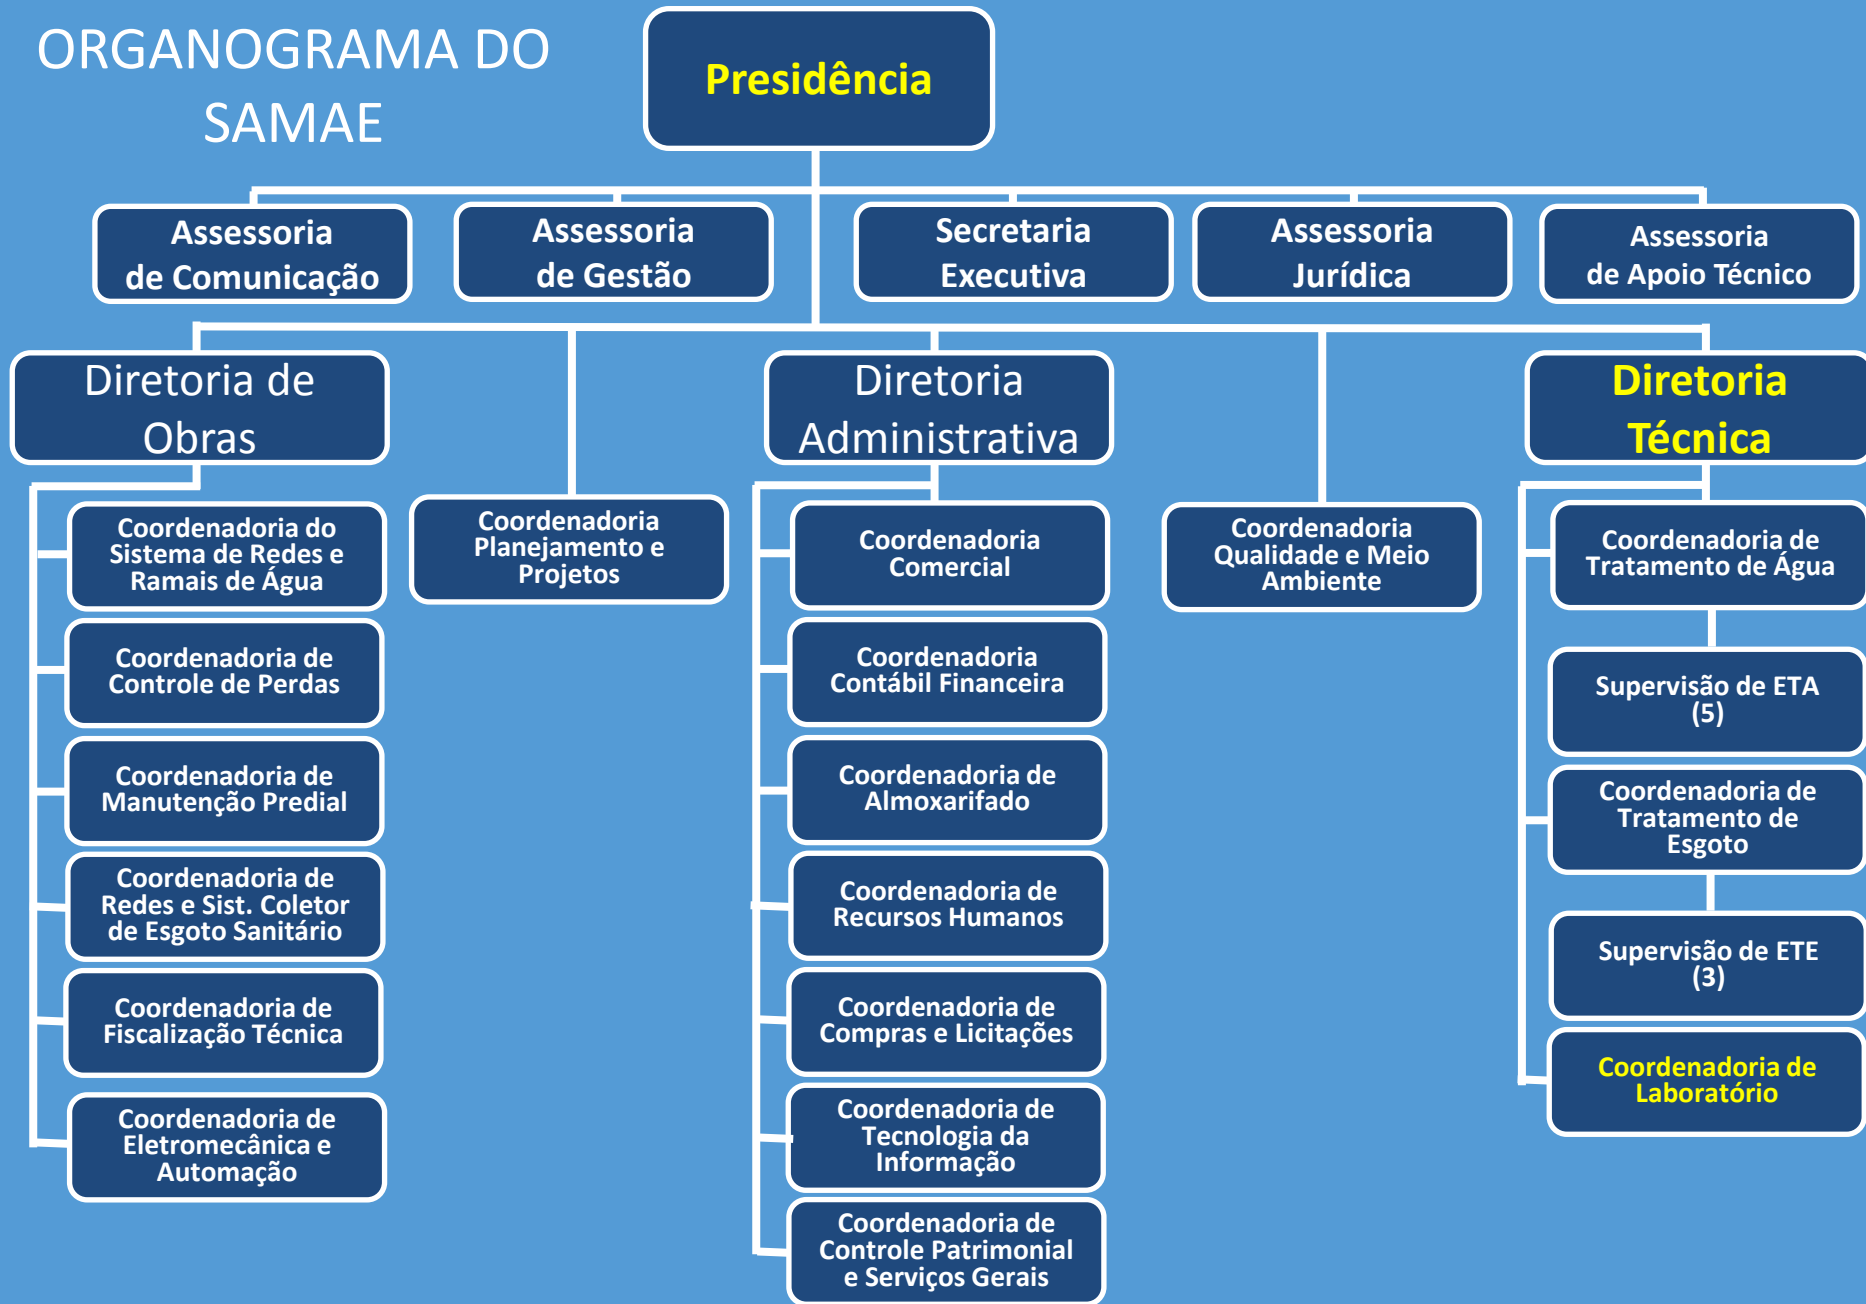 ORGANOGRAMA DO
SAMAE
Presidência
Assessoria
de Comunicação
Assessoria
de Gestão
Secretaria
Executiva
Assessoria
Jurídica
Assessoria
de Apoio Técnico
Diretoria de
Obras
Diretoria
Administrativa
Diretoria
Técnica
Coordenadoria do
Sistema de Redes e
Ramais de Água
Coordenadoria de
Controle de Perdas
Coordenadoria de
Manutenção Predial
Coordenadoria de
Redes e Sist. Coletor
de Esgoto Sanitário
Coordenadoria de
Fiscalização Técnica
Coordenadoria de
Eletromecânica e
Automação
Coordenadoria
Planejamento e
Projetos
Coordenadoria
Comercial
Coordenadoria
Contábil Financeira
Coordenadoria de
Almoxarifado
Coordenadoria de
Recursos Humanos
Coordenadoria de
Compras e Licitações
Coordenadoria de
Tecnologia da
Informação
Coordenadoria de
Controle Patrimonial
e Serviços Gerais
Coordenadoria
Qualidade e Meio
Ambiente
Coordenadoria de
Tratamento de Água
Supervisão de ETA
(5)
Coordenadoria de
Tratamento de
Esgoto
Supervisão de ETE
(3)
Coordenadoria de
Laboratório